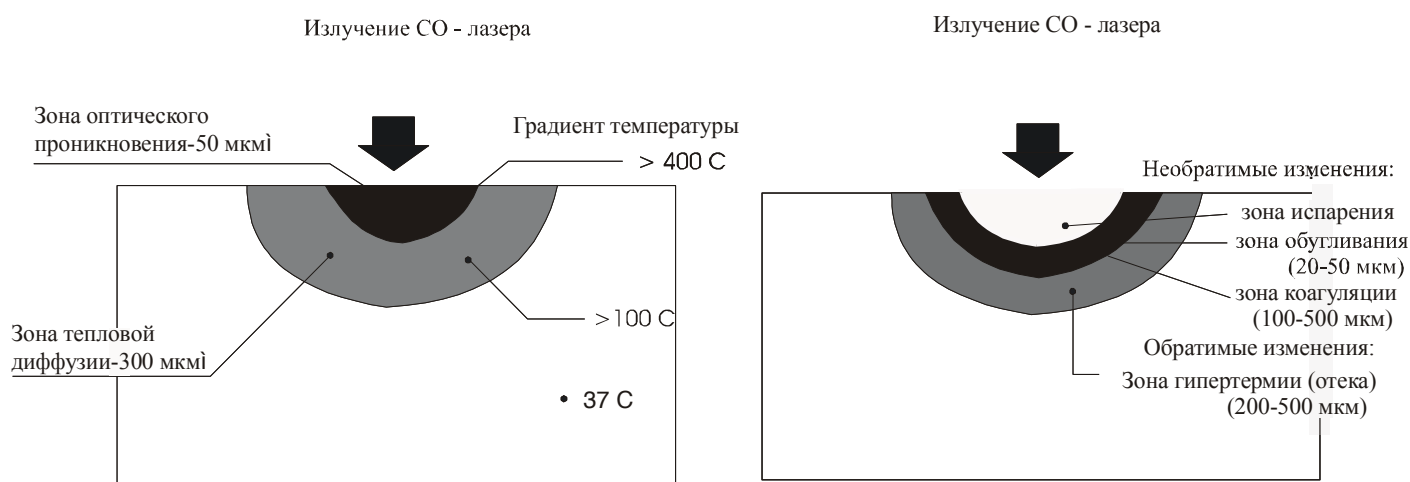 Излучение СО - лазера
Зона оптического
проникновения-50 мкмì
Градиент температуры
> 400 C
>100 C
Зона тепловой
диффузии-300 мкмì
37 C
Излучение СО - лазера
Необратимые изменения:
зона испарения
зона обугливания
(20-50 мкм)
зона коагуляции
(100-500 мкм)
Обратимые изменения:
Зона гипертермии (отека)
(200-500 мкм)